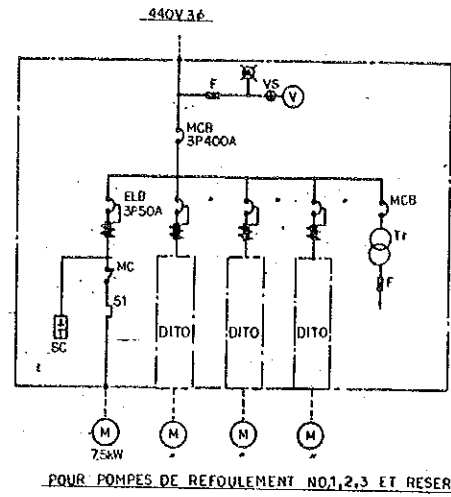 440V.3ϕ
F
VS
V
MCB
3P400A
ELB
3P50A
MCB
Tr
MC
F
51
SC
DITO
DITO
DITO
M
M
M
M
7.5kW
POUR POMPES DE REFOULEMENT NO,1,2,3 ET RESER